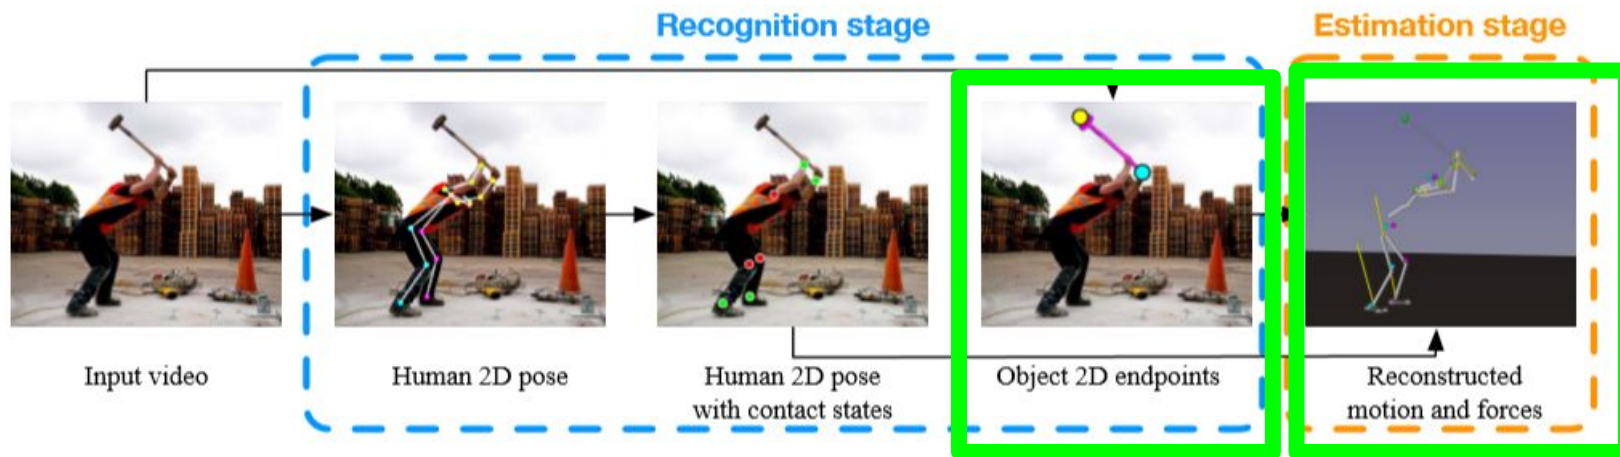 Recognition stage
Estimation stage
Input video
Human 2D pose
Human 2D pose
with contact states
Object 2D endpoints
Reconstructed
motion and forces